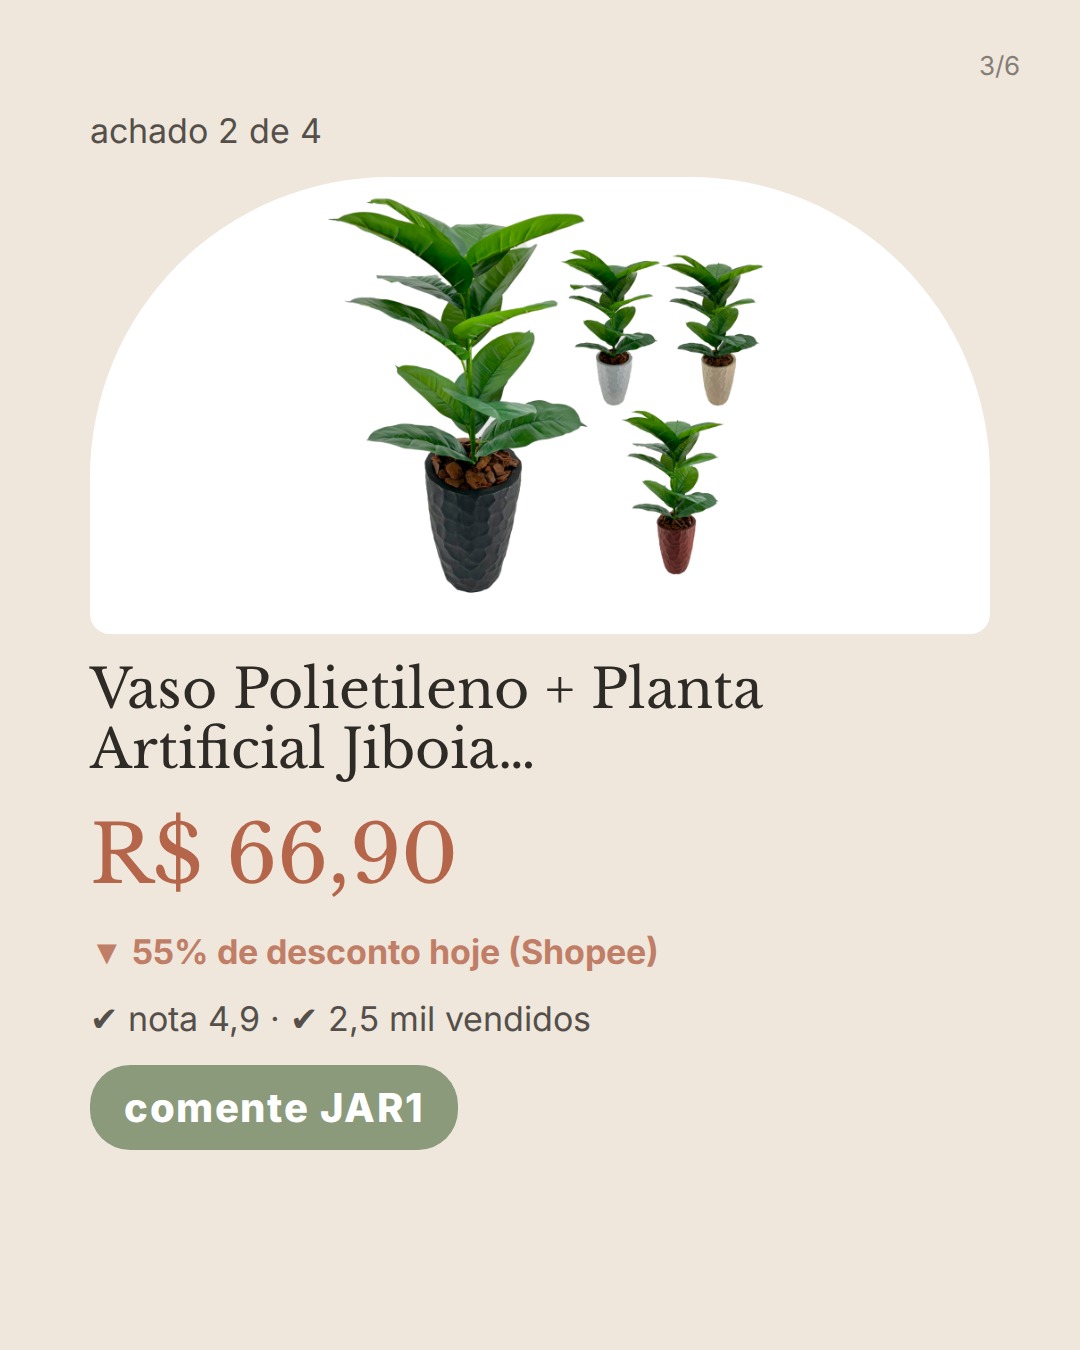 3/6
achado 2 de 4
Vaso Polietileno + Planta
Artificial Jiboia...
R$ 66,90
▼ 55% de desconto hoje (Shopee)
✔ nota 4,9 · ✔ 2,5 mil vendidos
comente JAR1